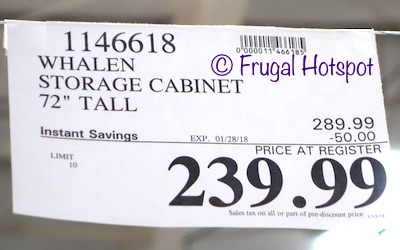 1146618
0000011466185
WHALEN
© Frugal Hotspot
STORAGE CABINET
72" TALL
289.99
Instant Savings EXP. 01/28/18 -50.00
PRICE AT REGISTER
LIMIT
10
239.99
Sales tax on all or part of pre-discount price